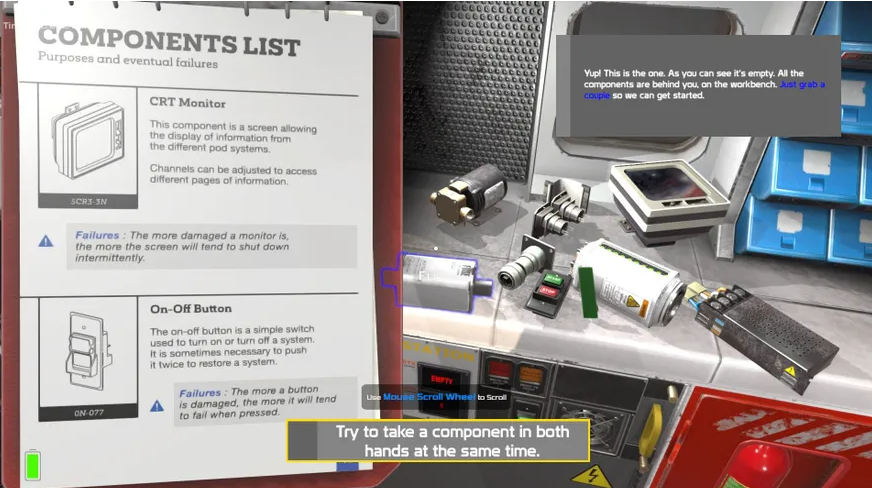 Tim
COMPONENTS LIST
Purposes and eventual failures
CRT Monitor
This component is a screen allowing
the display of information from
the different pod systems.
Channels can be adjusted to access
different pages of information.
SCR3-3N
Failures : The more damaged a monitor is,
the more the screen will tend to shut down
intermittently.
On-Off Button
The on-off button is a simple switch
used to turn on or turn off a system.
It is sometimes necessary to push
it twice to restore a system.
ON-077
Failures : The more a button
is damaged, the more it will tend
to fail when pressed.
Yup! This is the one. As you can see it's empty. All the
components are behind you, on the workbench. Just grab a
couple so we can get started.
STOP
EMPTY
Use Mouse Scroll Wheel to Scroll
Try to take a component in both
hands at the same time.